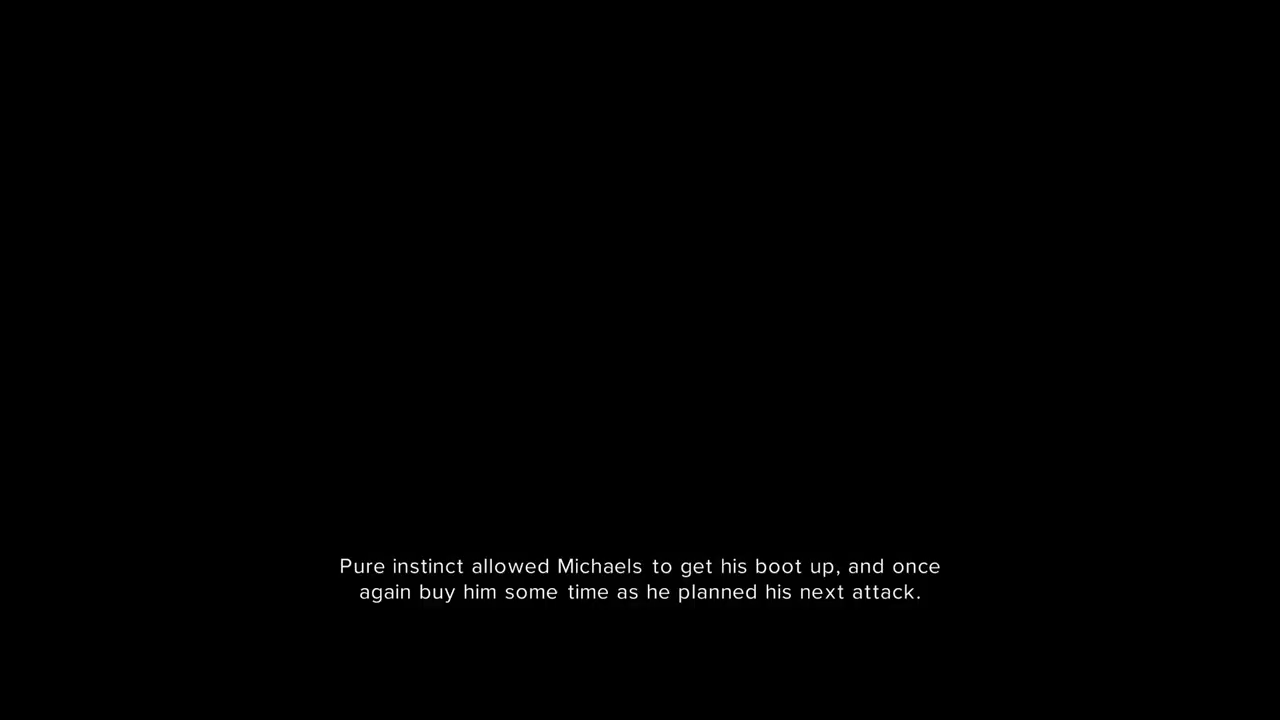 Pure instinct allowed Michaels to get his boot up, and once
again buy him some time as he planned his next attack.